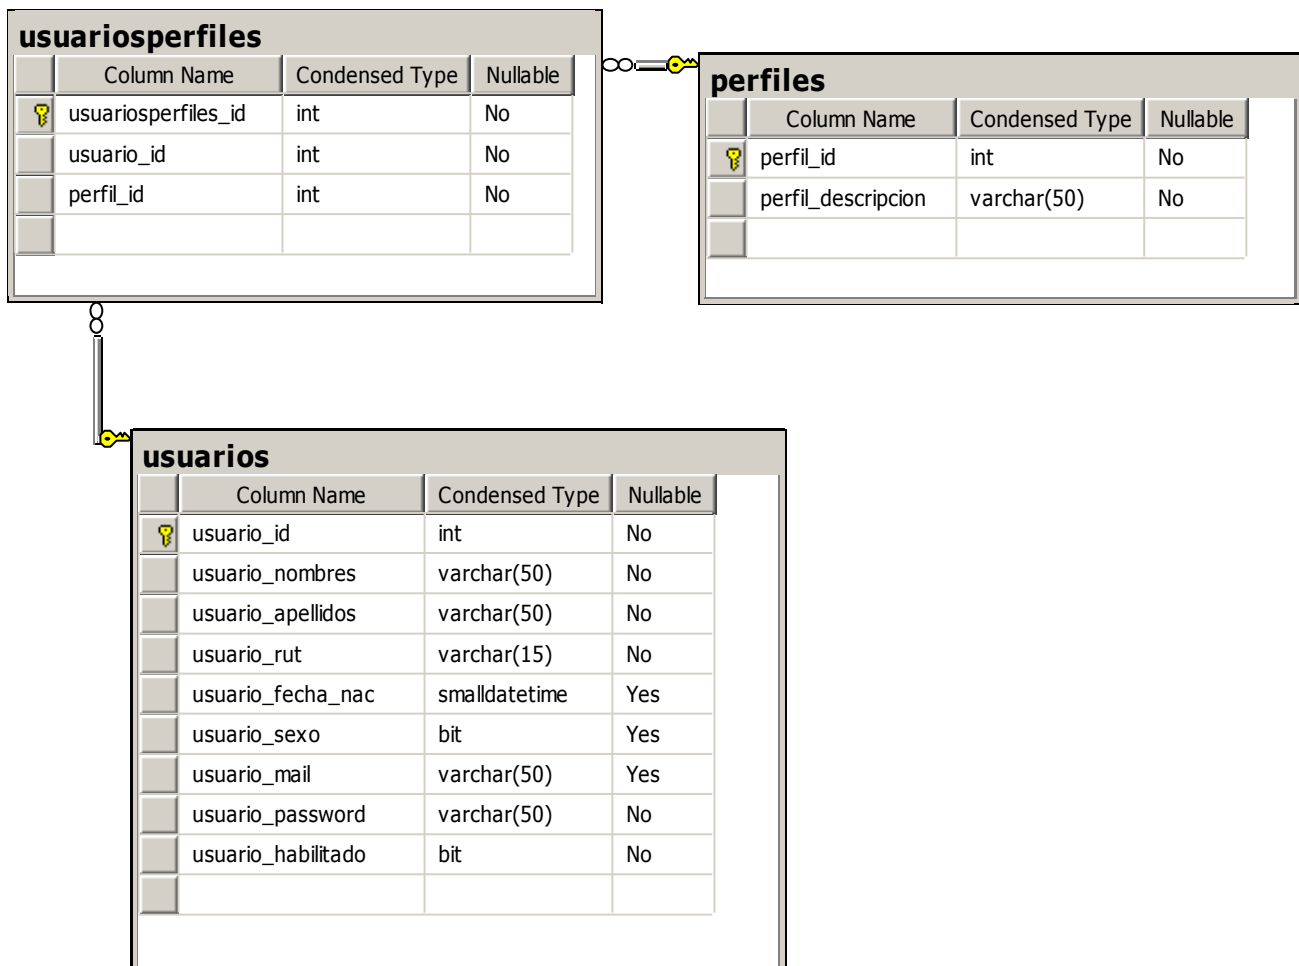 usuariosperfiles
Column Name Condensed Type Nullable
usuariosperfiles_id int No
usuario_id int No
perfil_id int No
perfiles
Column Name Condensed Type Nullable
perfil_id int No
perfil_descripcion varchar(50) No
usuarios
Column Name Condensed Type Nullable
usuario_id int No
usuario_nombres varchar(50) No
usuario_apellidos varchar(50) No
usuario_rut varchar(15) No
usuario_fecha_nac smalldatetime Yes
usuario_sexo bit Yes
usuario_mail varchar(50) Yes
usuario_password varchar(50) No
usuario_habilitado bit No